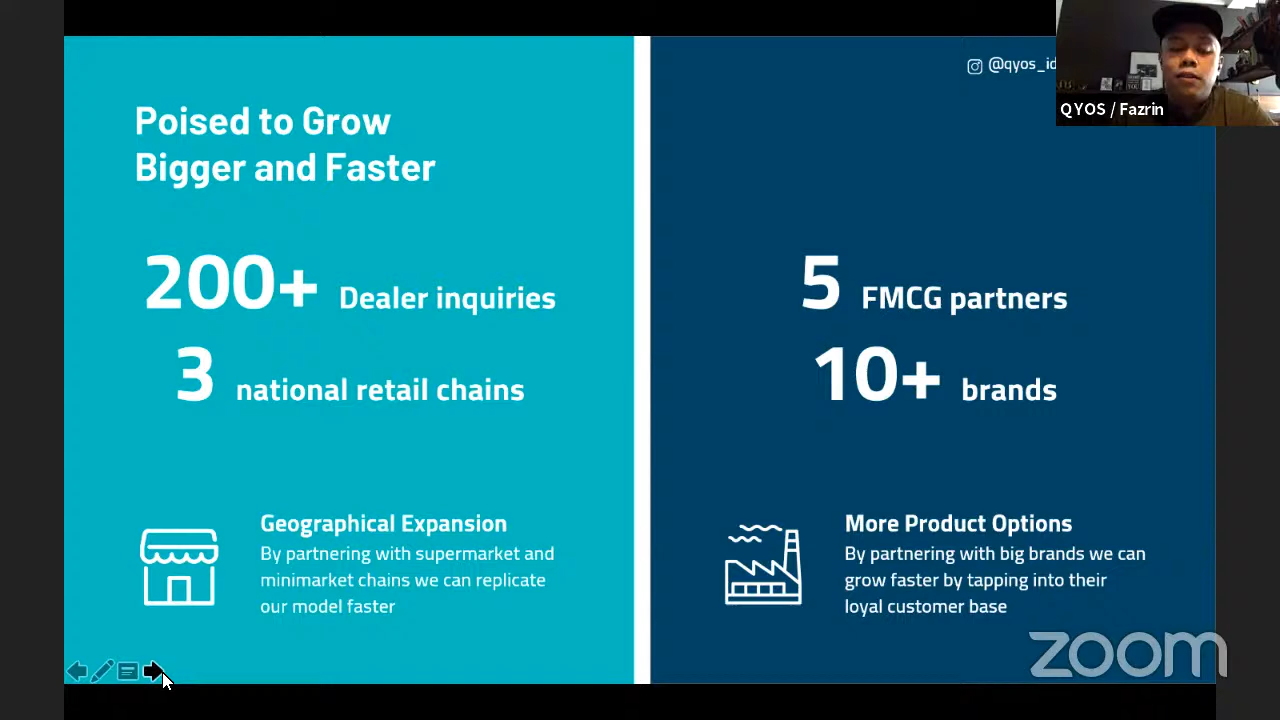 Poised to Grow
Bigger and Faster
200+ Dealer inquiries
3 national retail chains
Geographical Expansion
By partnering with supermarket and
minimarket chains we can replicate
our model faster
@qyos_id
QYOS / Fazrin
5 FMCG partners
10+ brands
More Product Options
By partnering with big brands we can
grow faster by tapping into their
loyal customer base
zoom